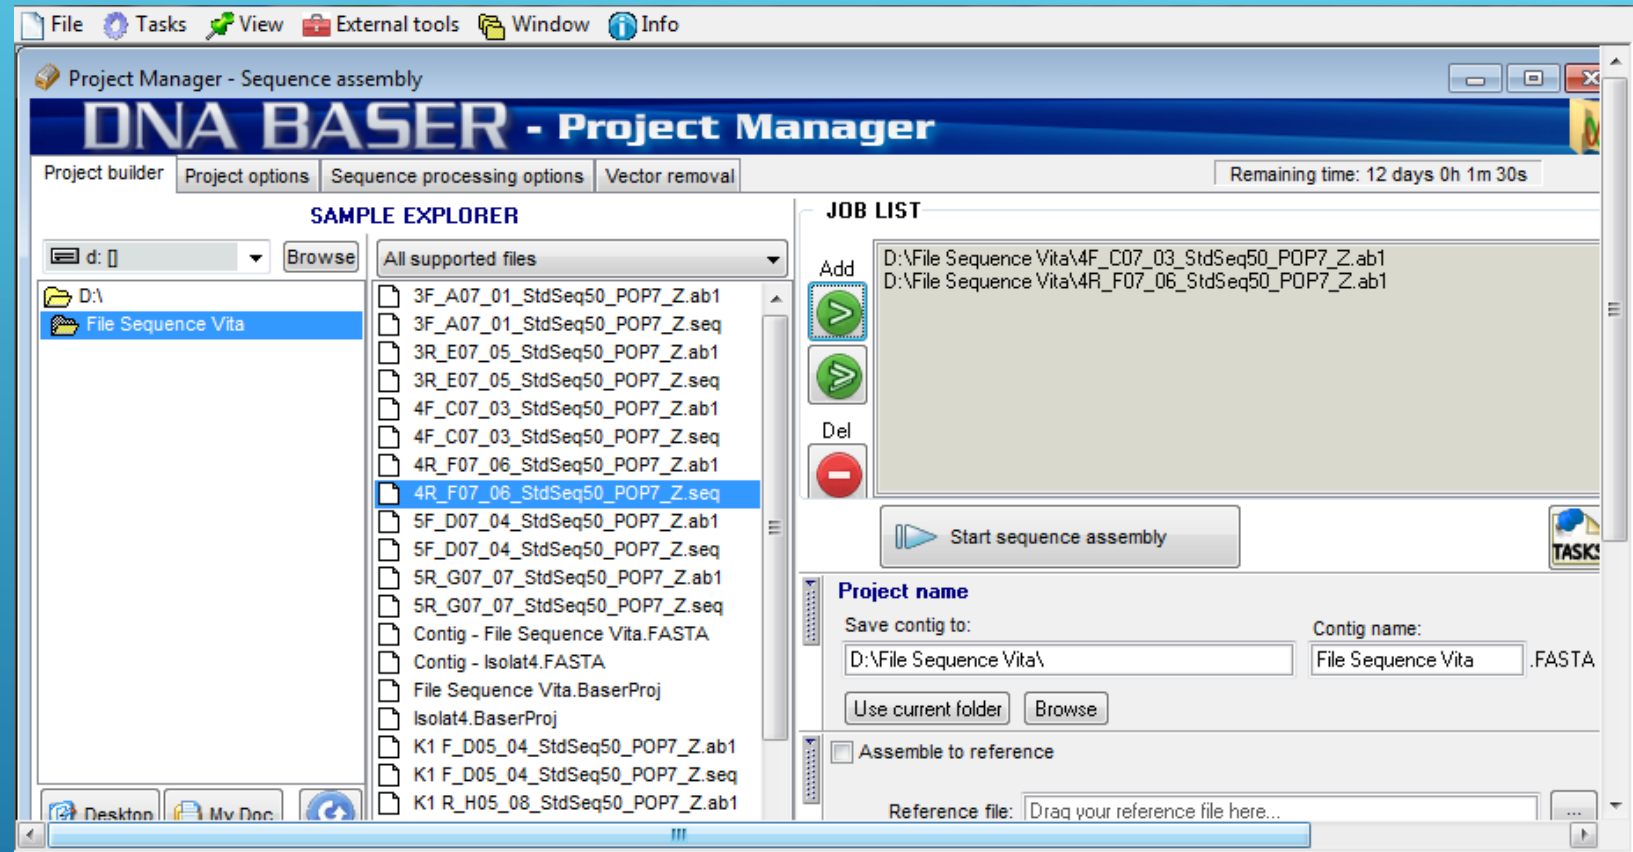 File Tasks View External tools Window Info
Project Manager - Sequence assembly
DNA BASER - Project Manager
Project builder Project options Sequence processing options Vector removal
Remaining time: 12 days 0h 1m 30s
SAMPLE EXPLORER
d: [] Browse
D:\
File Sequence Vita
Desktop My Doc
All supported files
3F_A07_01_StdSeq50_POP7_Z.ab1
3F_A07_01_StdSeq50_POP7_Z.seq
3R_E07_05_StdSeq50_POP7_Z.ab1
3R_E07_05_StdSeq50_POP7_Z.seq
4F_C07_03_StdSeq50_POP7_Z.ab1
4F_C07_03_StdSeq50_POP7_Z.seq
4R_F07_06_StdSeq50_POP7_Z.ab1
4R_F07_06_StdSeq50_POP7_Z.seq
5F_D07_04_StdSeq50_POP7_Z.ab1
5F_D07_04_StdSeq50_POP7_Z.seq
5R_G07_07_StdSeq50_POP7_Z.ab1
5R_G07_07_StdSeq50_POP7_Z.seq
Contig - File Sequence Vita.FASTA
Contig - Isolat4.FASTA
File Sequence Vita.BaserProj
Isolat4.BaserProj
K1 F_D05_04_StdSeq50_POP7_Z.ab1
K1 F_D05_04_StdSeq50_POP7_Z.seq
K1 R_H05_08_StdSeq50_POP7_Z.ab1
JOB LIST
Add
Del
D:\File Sequence Vita\4F_C07_03_StdSeq50_POP7_Z.ab1
D:\File Sequence Vita\4R_F07_06_StdSeq50_POP7_Z.ab1
Start sequence assembly
TASKS
Project name
Save contig to:
Contig name:
D:\File Sequence Vita\
File Sequence Vita .FASTA
Use current folder Browse
Assemble to reference
Reference file: Drag your reference file here... ...